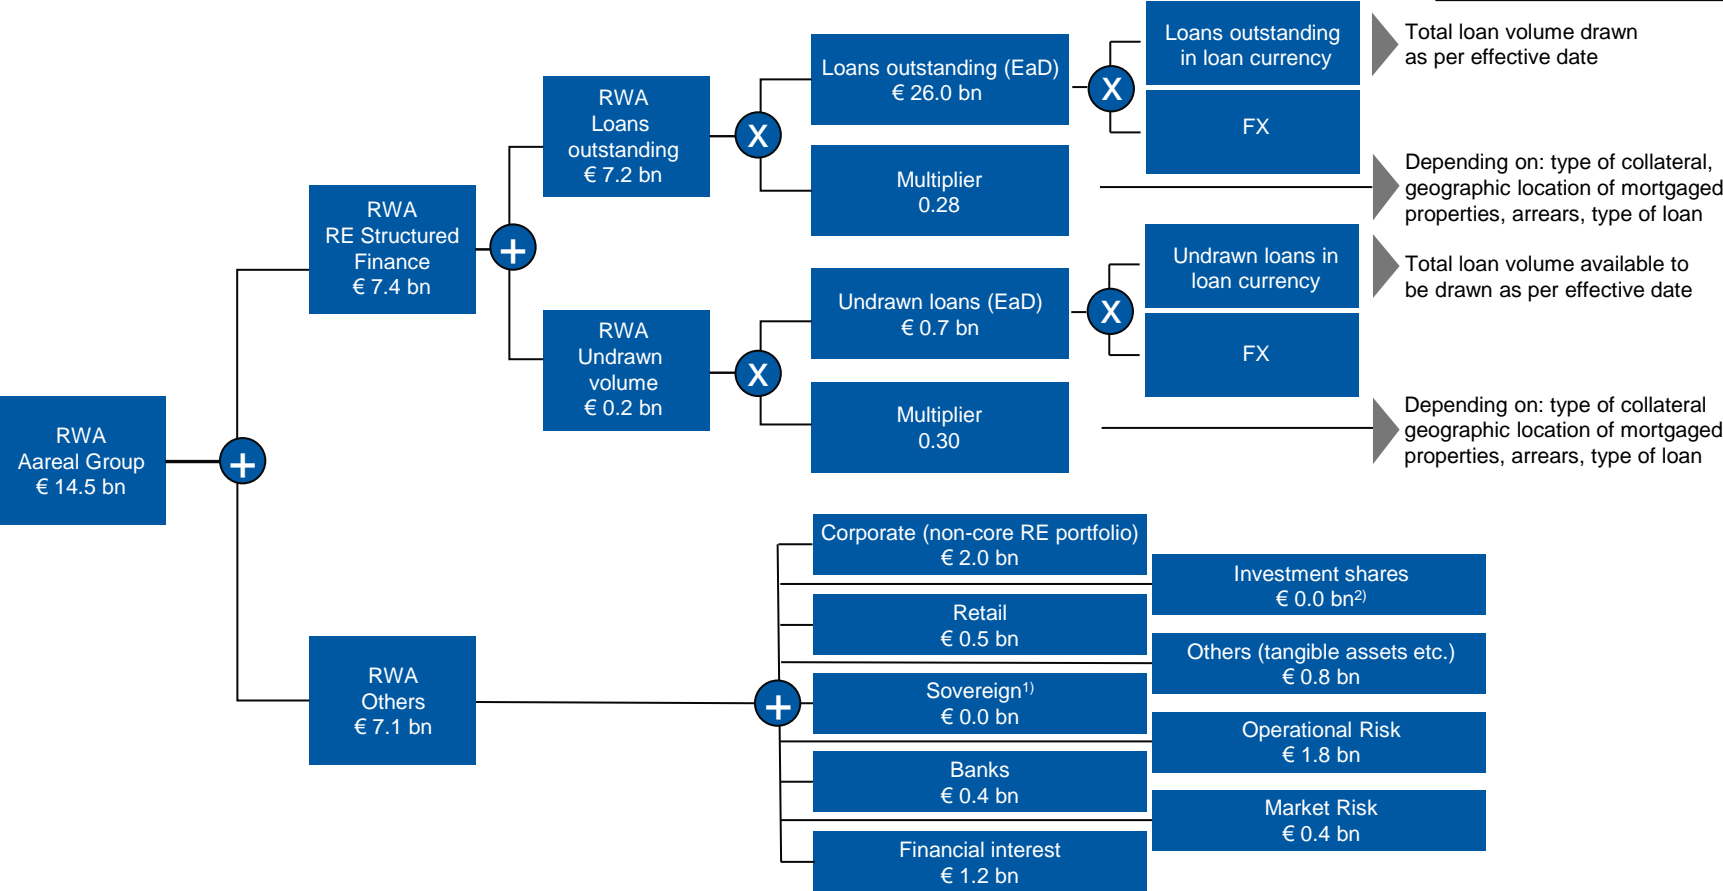 RWA
Aareal Group
€ 14.5 bn
+
RWA
RE Structured
Finance
€ 7.4 bn
+
RWA
Loans
outstanding
€ 7.2 bn
X
Loans outstanding (EaD)
€ 26.0 bn
X
Loans outstanding
in loan currency
Total loan volume drawn
as per effective date
FX
Multiplier
0.28
Depending on: type of collateral,
geographic location of mortgaged
properties, arrears, type of loan
RWA
Undrawn
volume
€ 0.2 bn
X
Undrawn loans (EaD)
€ 0.7 bn
X
Undrawn loans in
loan currency
Total loan volume available to
be drawn as per effective date
FX
Multiplier
0.30
Depending on: type of collateral
geographic location of mortgaged
properties, arrears, type of loan
RWA
Others
€ 7.1 bn
+
Corporate (non-core RE portfolio)
€ 2.0 bn
Investment shares
€ 0.0 bn2)
Retail
€ 0.5 bn
Others (tangible assets etc.)
€ 0.8 bn
Sovereign1)
€ 0.0 bn
Operational Risk
€ 1.8 bn
Banks
€ 0.4 bn
Market Risk
€ 0.4 bn
Financial interest
€ 1.2 bn